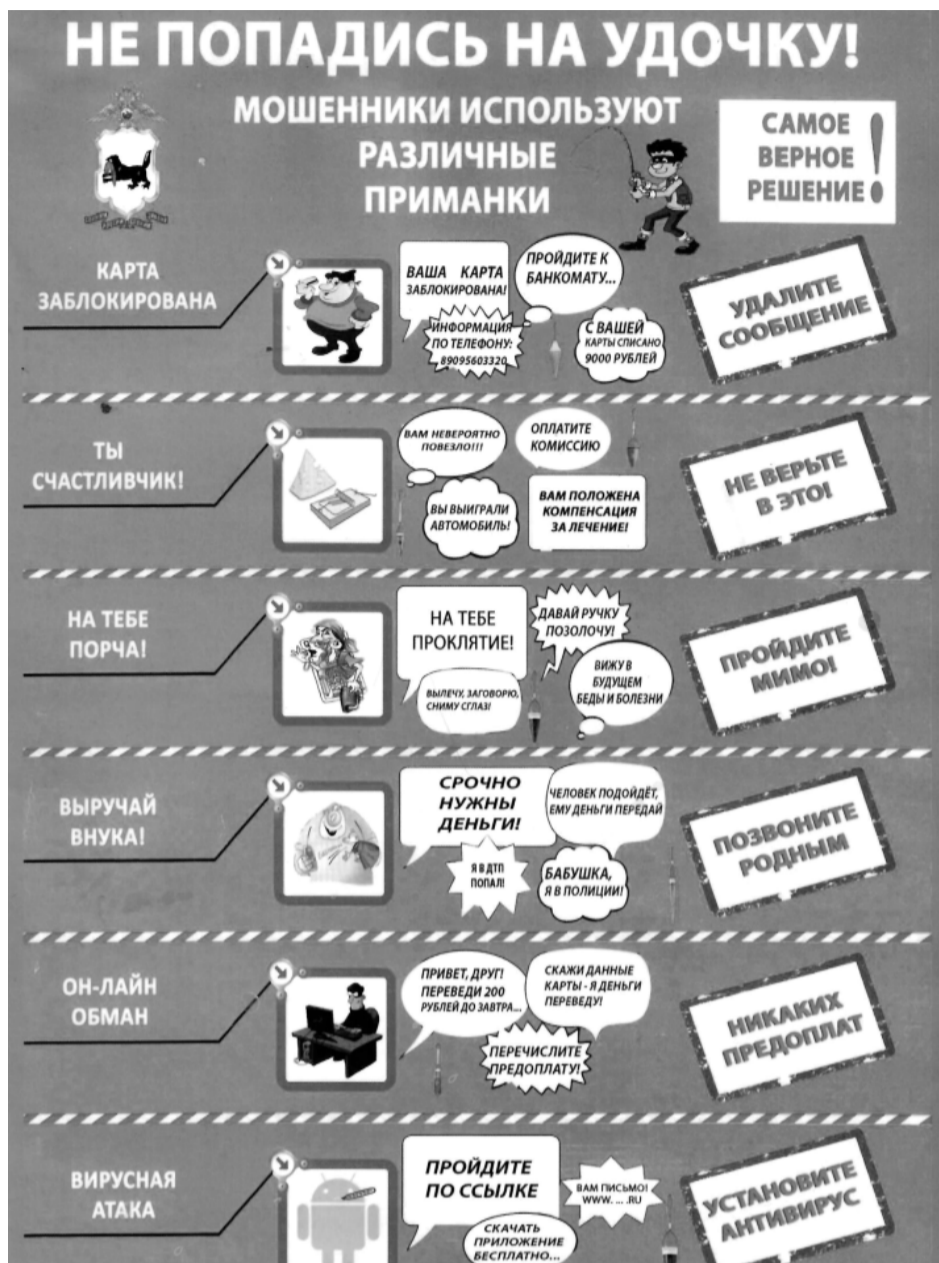 НЕ ПОПАДИСЬ НА УДОЧКУ!
МОШЕННИКИ ИСПОЛЬЗУЮТ
РАЗЛИЧНЫЕ
ПРИМАНКИ
САМОЕ
ВЕРНОЕ
РЕШЕНИЕ!
КАРТА
ЗАБЛОКИРОВАНА
ВАША КАРТА
ЗАБЛОКИРОВАНА!
ПРОЙДИТЕ К
БАНКОМАТУ...
ИНФОРМАЦИЯ
ПО ТЕЛЕФОНУ:
89095603320
С ВАШЕЙ
КАРТЫ СПИСАНО
9000 РУБЛЕЙ
УДАЛИТЕ
СООБЩЕНИЕ
ТЫ
СЧАСТЛИВЧИК!
ВАМ НЕВЕРОЯТНО
ПОВЕЗЛО!!!
ОПЛАТИТЕ
КОМИССИЮ
ВЫ ВЫИГРАЛИ
АВТОМОБИЛЬ!
ВАМ ПОЛОЖЕНА
КОМПЕНСАЦИЯ
ЗА ЛЕЧЕНИЕ!
НЕ ВЕРЬТЕ
В ЭТО!
НА ТЕБЕ
ПОРЧА!
НА ТЕБЕ
ПРОКЛЯТИЕ!
ДАВАЙ РУЧКУ
ПОЗОЛОЧУ!
ВЫЛЕЧУ, ЗАГОВОРЮ,
СНИМУ СГЛАЗ!
ВИЖУ В
БУДУЩЕМ
БЕДЫ И БОЛЕЗНИ
ПРОЙДИТЕ
МИМО!
ВЫРУЧАЙ
ВНУКА!
СРОЧНО
НУЖНЫ
ДЕНЬГИ!
ЧЕЛОВЕК ПОДОЙДЁТ,
ЕМУ ДЕНЬГИ ПЕРЕДАЙ
Я В ДТП
ПОПАЛ!
БАБУШКА,
Я В ПОЛИЦИИ!
ПОЗВОНИТЕ
РОДНЫМ
ОН-ЛАЙН
ОБМАН
ПРИВЕТ, ДРУГ!
ПЕРЕВЕДИ 200
РУБЛЕЙ ДО ЗАВТРА...
СКАЖИ ДАННЫЕ
КАРТЫ - Я ДЕНЬГИ
ПЕРЕВЕДУ!
ПЕРЕЧИСЛИТЕ
ПРЕДОПЛАТУ!
НИКАКИХ
ПРЕДОПЛАТ
ВИРУСНАЯ
АТАКА
ПРОЙДИТЕ
ПО ССЫЛКЕ
ВАМ ПИСЬМО!
WWW. ... .RU
СКАЧАТЬ
ПРИЛОЖЕНИЕ
БЕСПЛАТНО...
УСТАНОВИТЕ
АНТИВИРУС